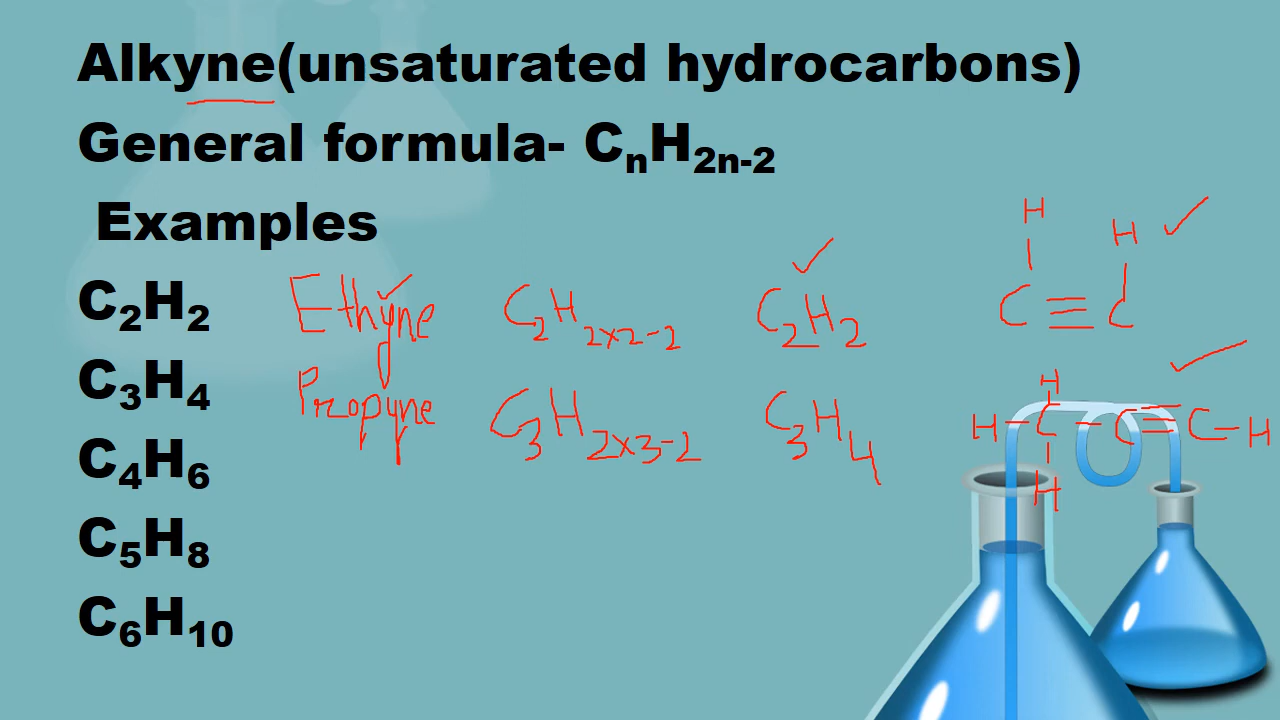 Alkyne(unsaturated hydrocarbons)
General formula- CₙH₂ₙ₋₂
Examples
C₂H₂ Ethyne C₂H₂ₓ₂₋₂ C₂H₂
H H
C ≡ C
C₃H₄ Propyne C₃H₂ₓ₃₋₂ C₃H₄
H
H-C-C≡C-H
H
C₄H₆
C₅H₈
C₆H₁₀